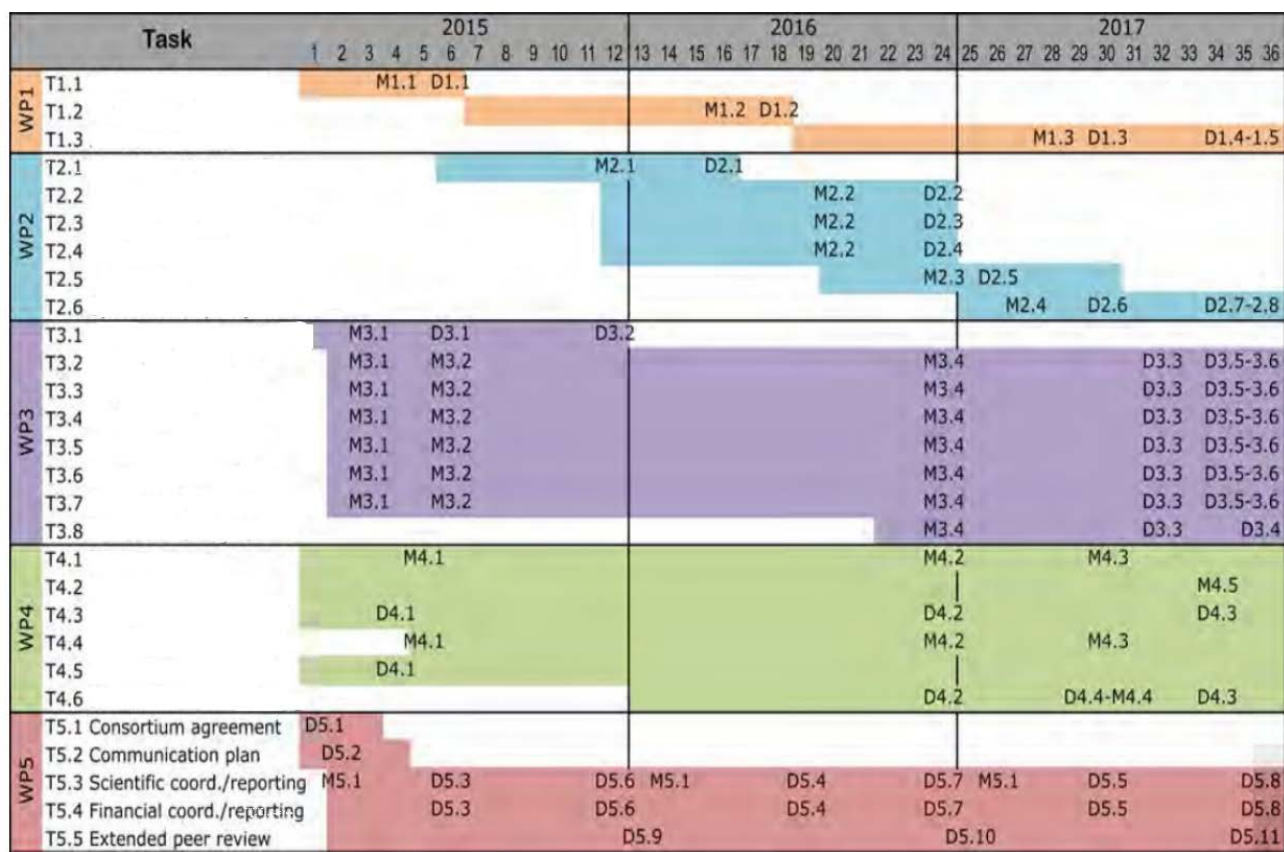 Task 2015 2016 2017
1 2 3 4 5 6 7 8 9 10 11 12 13 14 15 16 17 18 19 20 21 22 23 24 25 26 27 28 29 30 31 32 33 34 35 36
WP1
T1.1 M1.1 D1.1
T1.2 M1.2 D1.2
T1.3 M1.3 D1.3 D1.4-1.5
WP2
T2.1 M2.1 D2.1
T2.2 M2.2 D2.2
T2.3 M2.2 D2.3
T2.4 M2.2 D2.4
T2.5 M2.3 D2.5
T2.6 M2.4 D2.6 D2.7-2.8
WP3
T3.1 M3.1 D3.1 D3.2
T3.2 M3.1 M3.2 M3.4 D3.3 D3.5-3.6
T3.3 M3.1 M3.2 M3.4 D3.3 D3.5-3.6
T3.4 M3.1 M3.2 M3.4 D3.3 D3.5-3.6
T3.5 M3.1 M3.2 M3.4 D3.3 D3.5-3.6
T3.6 M3.1 M3.2 M3.4 D3.3 D3.5-3.6
T3.7 M3.1 M3.2 M3.4 D3.3 D3.5-3.6
T3.8 M3.4 D3.3 D3.4
WP4
T4.1 M4.1 M4.2 M4.3
T4.2 M4.5
T4.3 D4.1 D4.2 D4.3
T4.4 M4.1 M4.2 M4.3
T4.5 D4.1
T4.6 D4.2 D4.4-M4.4 D4.3
WP5
T5.1 Consortium agreement D5.1
T5.2 Communication plan D5.2
T5.3 Scientific coord./reporting M5.1 D5.3 D5.6 M5.1 D5.4 D5.7 M5.1 D5.5 D5.8
T5.4 Financial coord./reporting D5.3 D5.6 D5.4 D5.7 D5.5 D5.8
T5.5 Extended peer review D5.9 D5.10 D5.11